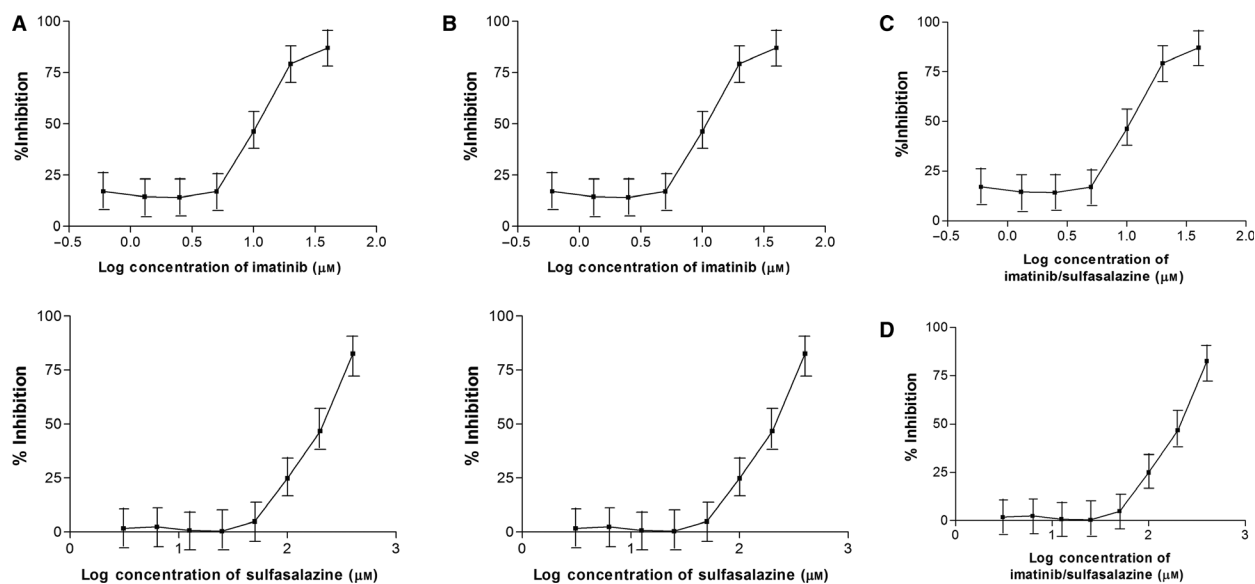 A
%Inhibition
100
75
50
25
0
–0.5 0.0 0.5 1.0 1.5 2.0
Log concentration of imatinib (μM)
% Inhibition
100
75
50
25
0
0 1 2 3
Log concentration of sulfasalazine (μM)
B
%Inhibition
100
75
50
25
0
–0.5 0.0 0.5 1.0 1.5 2.0
Log concentration of imatinib (μM)
% Inhibition
100
75
50
25
0
0 1 2 3
Log concentration of sulfasalazine (μM)
C
%Inhibition
100
75
50
25
0
–0.5 0.0 0.5 1.0 1.5 2.0
Log concentration of
imatinib/sulfasalazine (μM)
D
% Inhibition
100
75
50
25
0
0 1 2 3
Log concentration of
imatinib/sulfasalazine (μM)